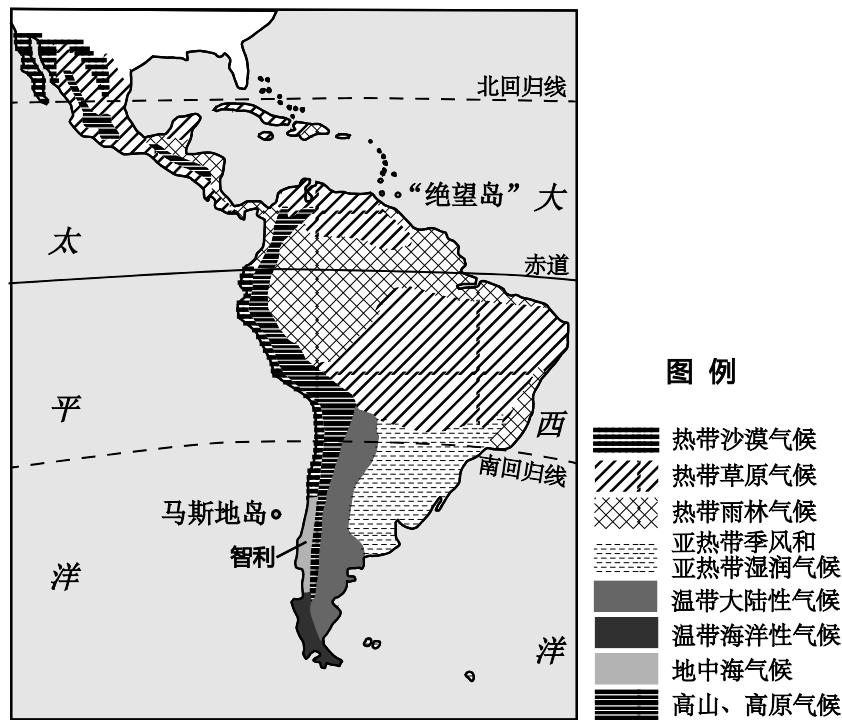 北回归线
“绝望岛”
大
太
赤道
平
西
南回归线
马斯地岛
智利
洋
洋
图 例
热带沙漠气候
热带草原气候
热带雨林气候
亚热带季风和
亚热带湿润气候
温带大陆性气候
温带海洋性气候
地中海气候
高山、高原气候